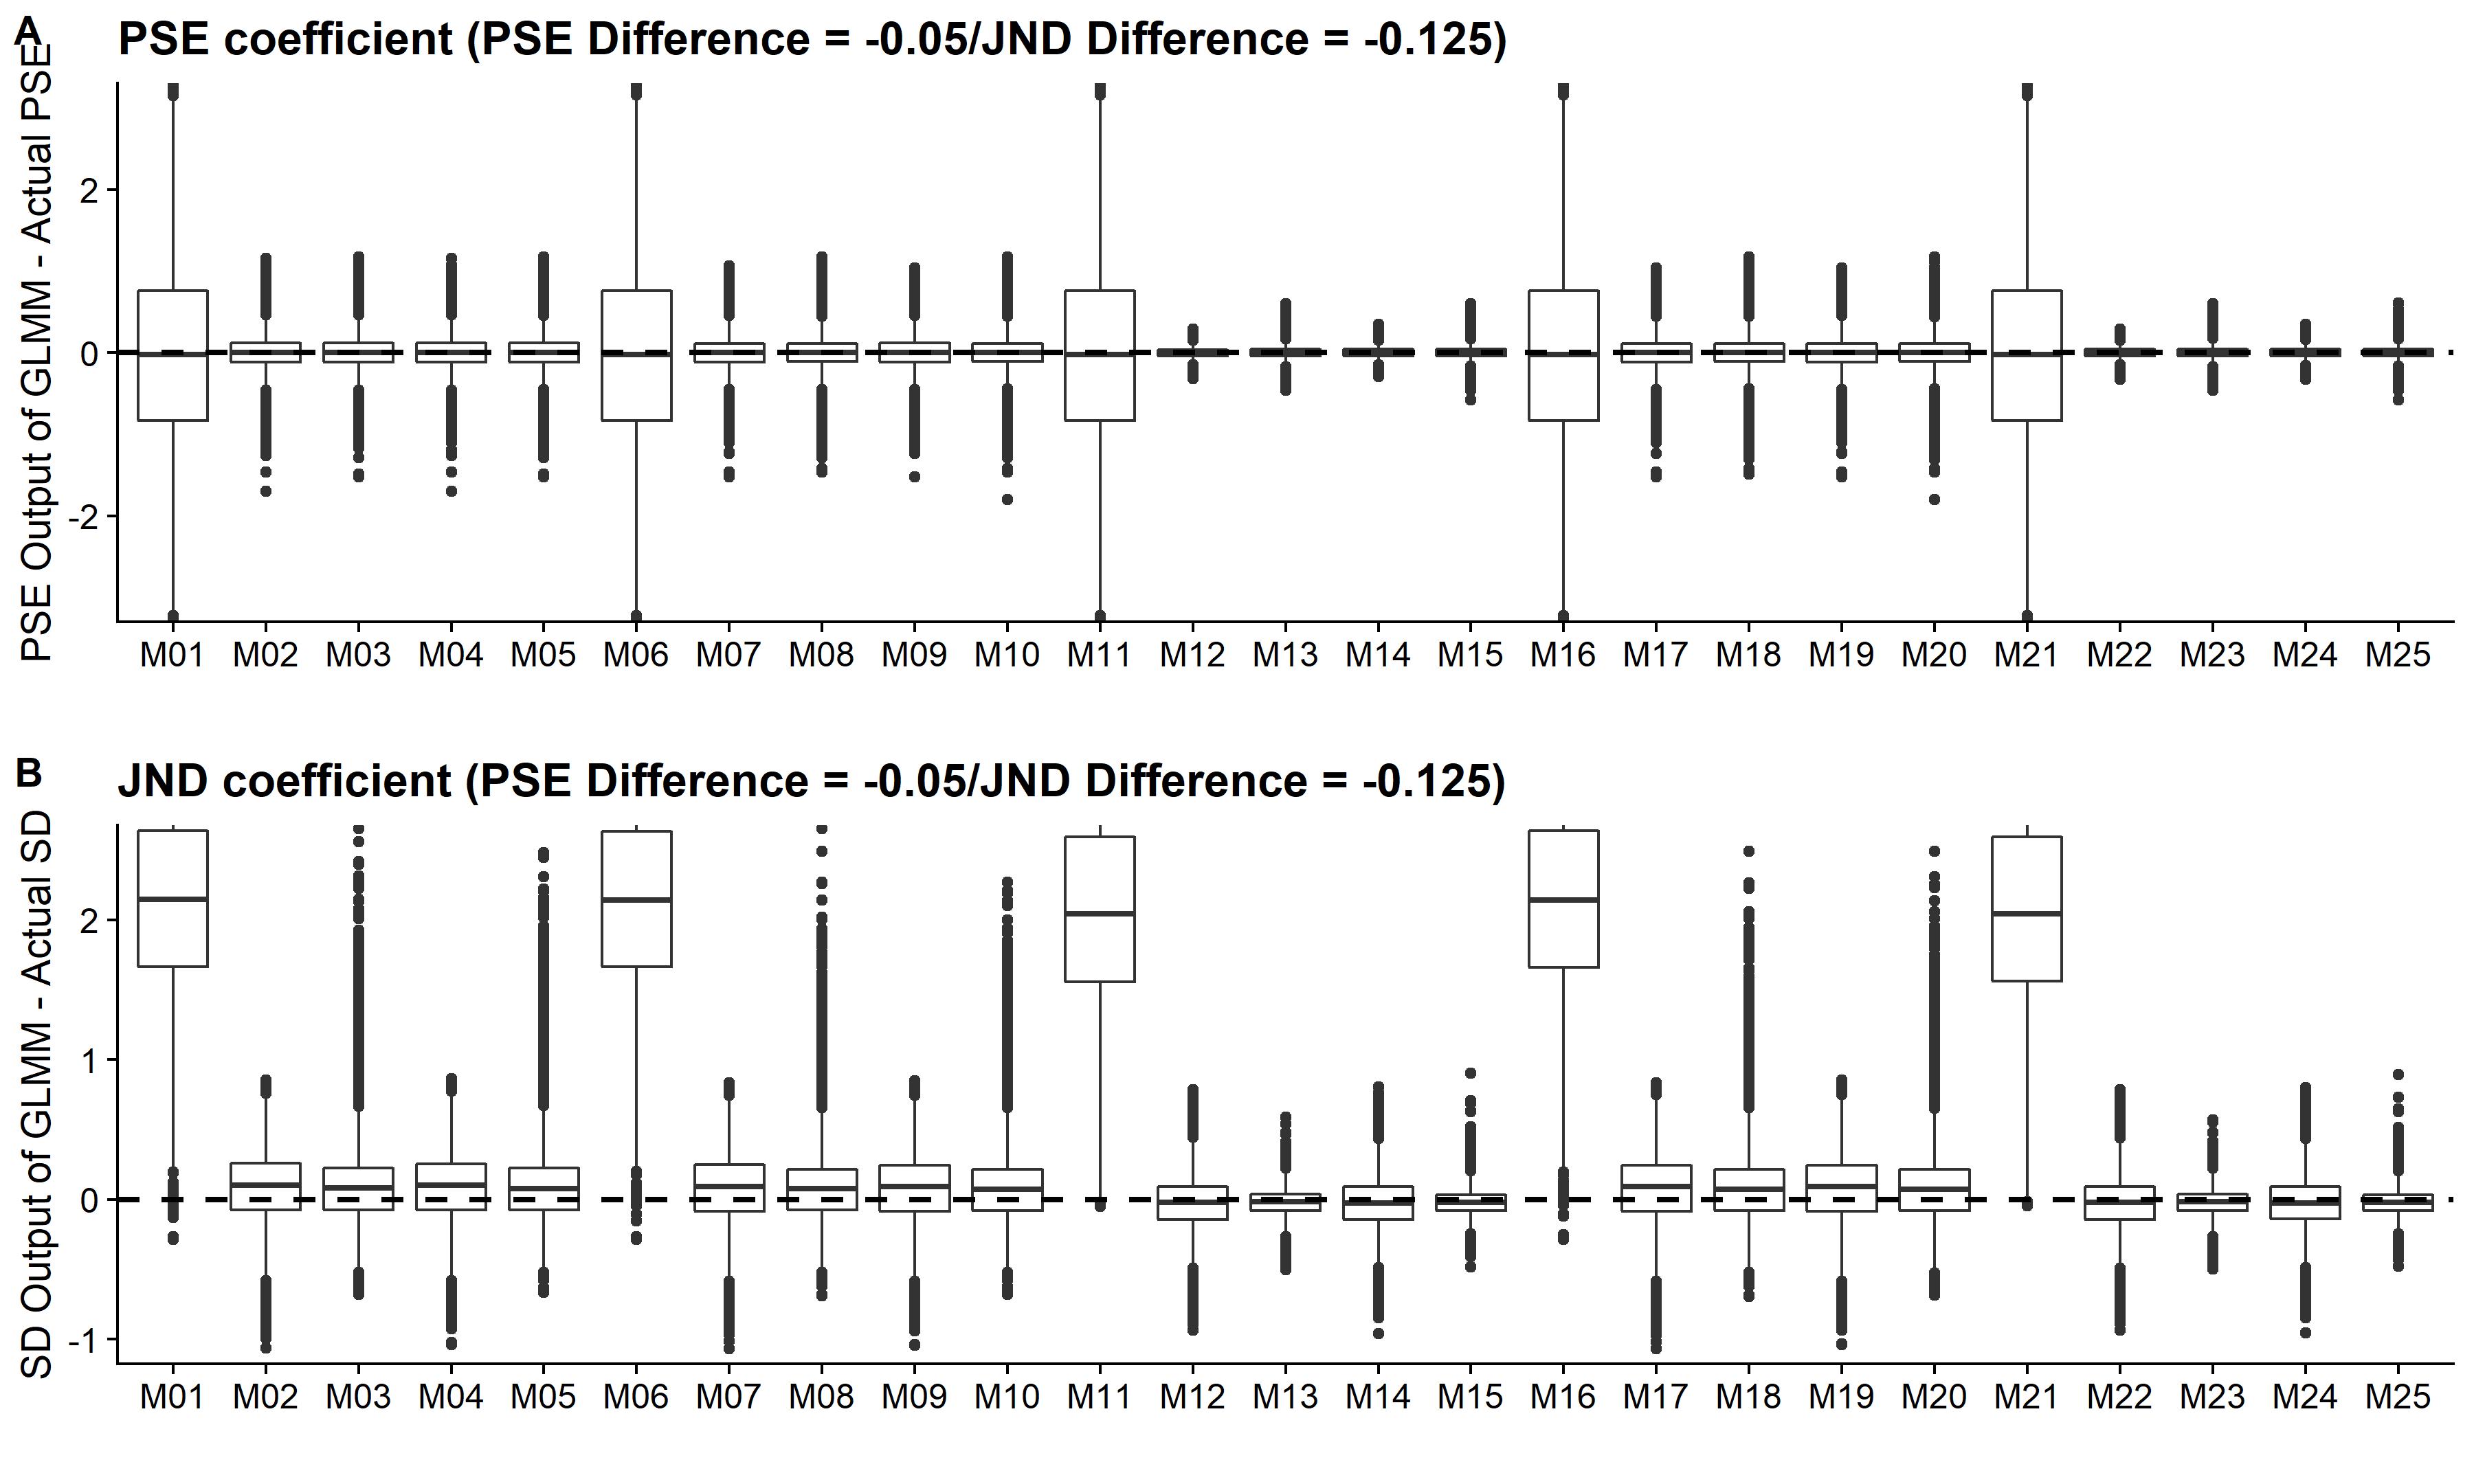 A
PSE coefficient (PSE Difference = -0.05/JND Difference = -0.125)
PSE Output of GLMM - Actual PSE
2
0
-2
M01 M02 M03 M04 M05 M06 M07 M08 M09 M10 M11 M12 M13 M14 M15 M16 M17 M18 M19 M20 M21 M22 M23 M24 M25
B
JND coefficient (PSE Difference = -0.05/JND Difference = -0.125)
SD Output of GLMM - Actual SD
2
1
0
-1
M01 M02 M03 M04 M05 M06 M07 M08 M09 M10 M11 M12 M13 M14 M15 M16 M17 M18 M19 M20 M21 M22 M23 M24 M25